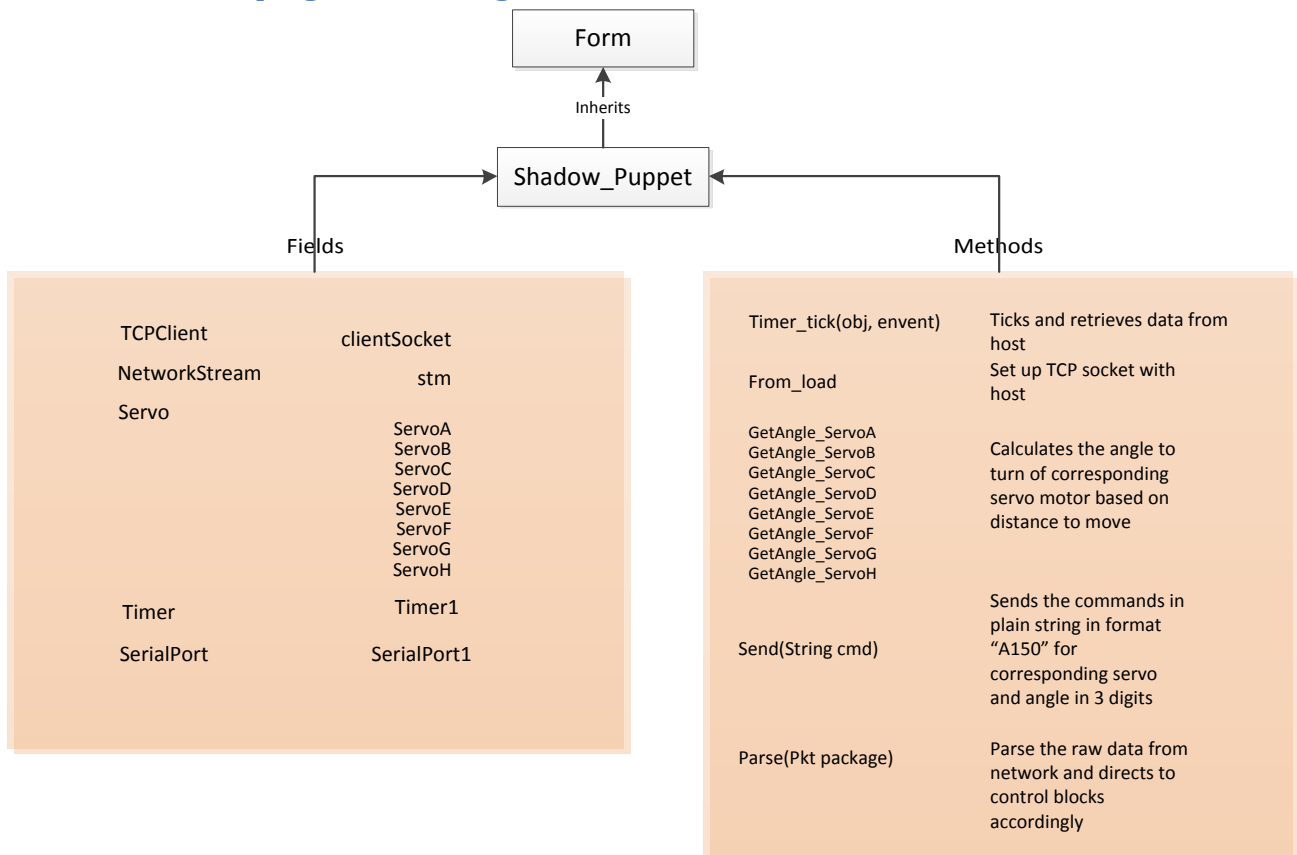 Form
Inherits
Shadow_Puppet
Fields
TCPClient clientSocket
NetworkStream stm
Servo
ServoA
ServoB
ServoC
ServoD
ServoE
ServoF
ServoG
ServoH
Timer Timer1
SerialPort SerialPort1
Methods
Timer_tick(obj, envent)
Ticks and retrieves data from
host
From_load
Set up TCP socket with
host
GetAngle_ServoA
GetAngle_ServoB
GetAngle_ServoC
GetAngle_ServoD
GetAngle_ServoE
GetAngle_ServoF
GetAngle_ServoG
GetAngle_ServoH
Calculates the angle to
turn of corresponding
servo motor based on
distance to move
Send(String cmd)
Sends the commands in
plain string in format
“A150” for
corresponding servo
and angle in 3 digits
Parse(Pkt package)
Parse the raw data from
network and directs to
control blocks
accordingly